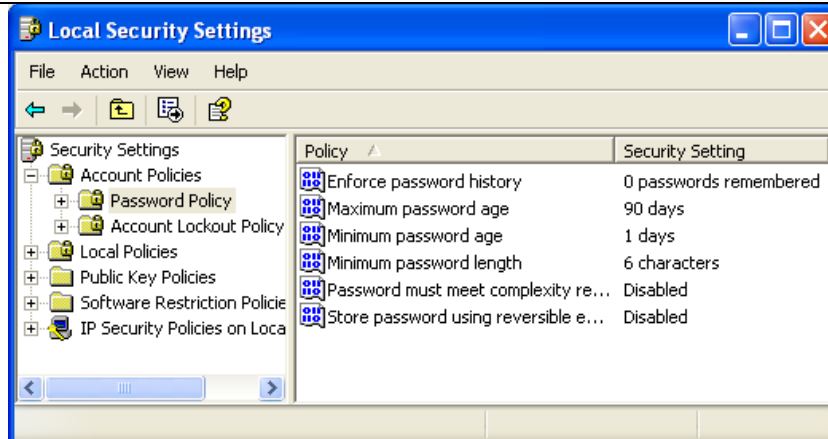 Local Security Settings
File Action View Help
Security Settings
Account Policies
Password Policy
Account Lockout Policy
Local Policies
Public Key Policies
Software Restriction Policie
IP Security Policies on Loca
Policy Security Setting
Enforce password history 0 passwords remembered
Maximum password age 90 days
Minimum password age 1 days
Minimum password length 6 characters
Password must meet complexity re... Disabled
Store password using reversible e... Disabled